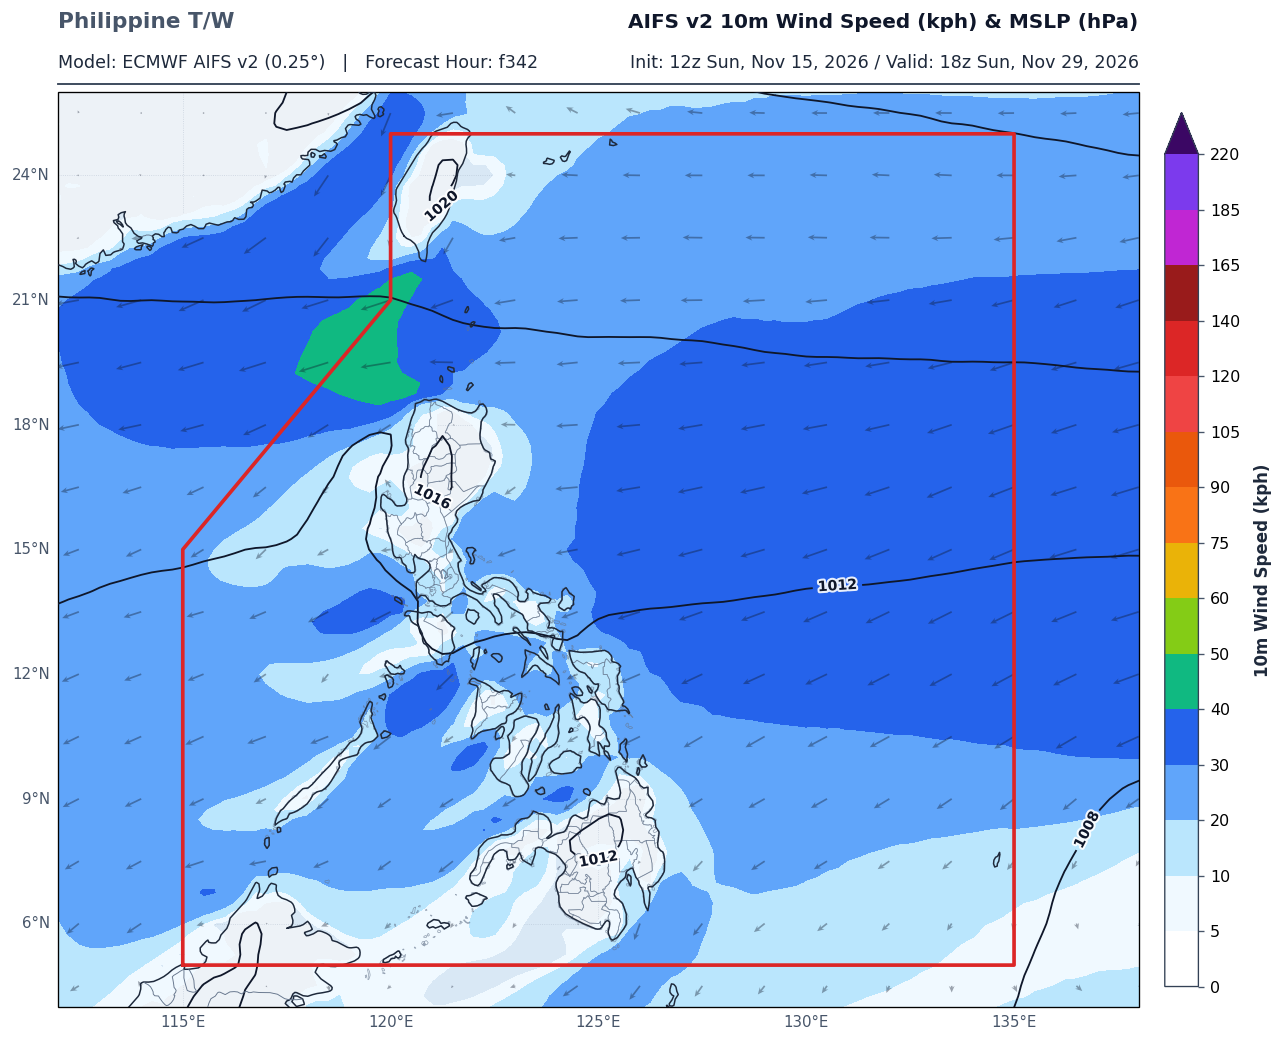 Philippine T/W
AIFS v2 10m Wind Speed (kph) & MSLP (hPa)
Model: ECMWF AIFS v2 (0.25°) | Forecast Hour: f342
Init: 12z Sun, Nov 15, 2026 / Valid: 18z Sun, Nov 29, 2026
24°N
21°N
18°N
15°N
12°N
9°N
6°N
115°E
120°E
125°E
130°E
135°E
1020
1016
1012
1012
1008
220
185
165
140
120
105
90
75
60
50
40
30
20
10
5
0
10m Wind Speed (kph)